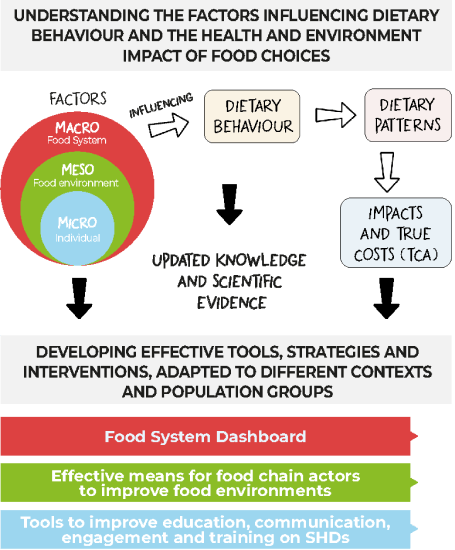 UNDERSTANDING THE FACTORS INFLUENCING DIETARY
BEHAVIOUR AND THE HEALTH AND ENVIRONMENT
IMPACT OF FOOD CHOICES
FACTORS
INFLUENCING
DIETARY
BEHAVIOUR
DIETARY
PATTERNS
MACRO
Food System
MESO
Food environment
MICRO
Individual
IMPACTS
AND TRUE
COSTS (TCA)
UPDATED KNOWLEDGE
AND SCIENTIFIC
EVIDENCE
DEVELOPING EFFECTIVE TOOLS, STRATEGIES AND
INTERVENTIONS, ADAPTED TO DIFFERENT CONTEXTS
AND POPULATION GROUPS
Food System Dashboard
Effective means for food chain actors
to improve food environments
Tools to improve education, communication,
engagement and training on SHDs